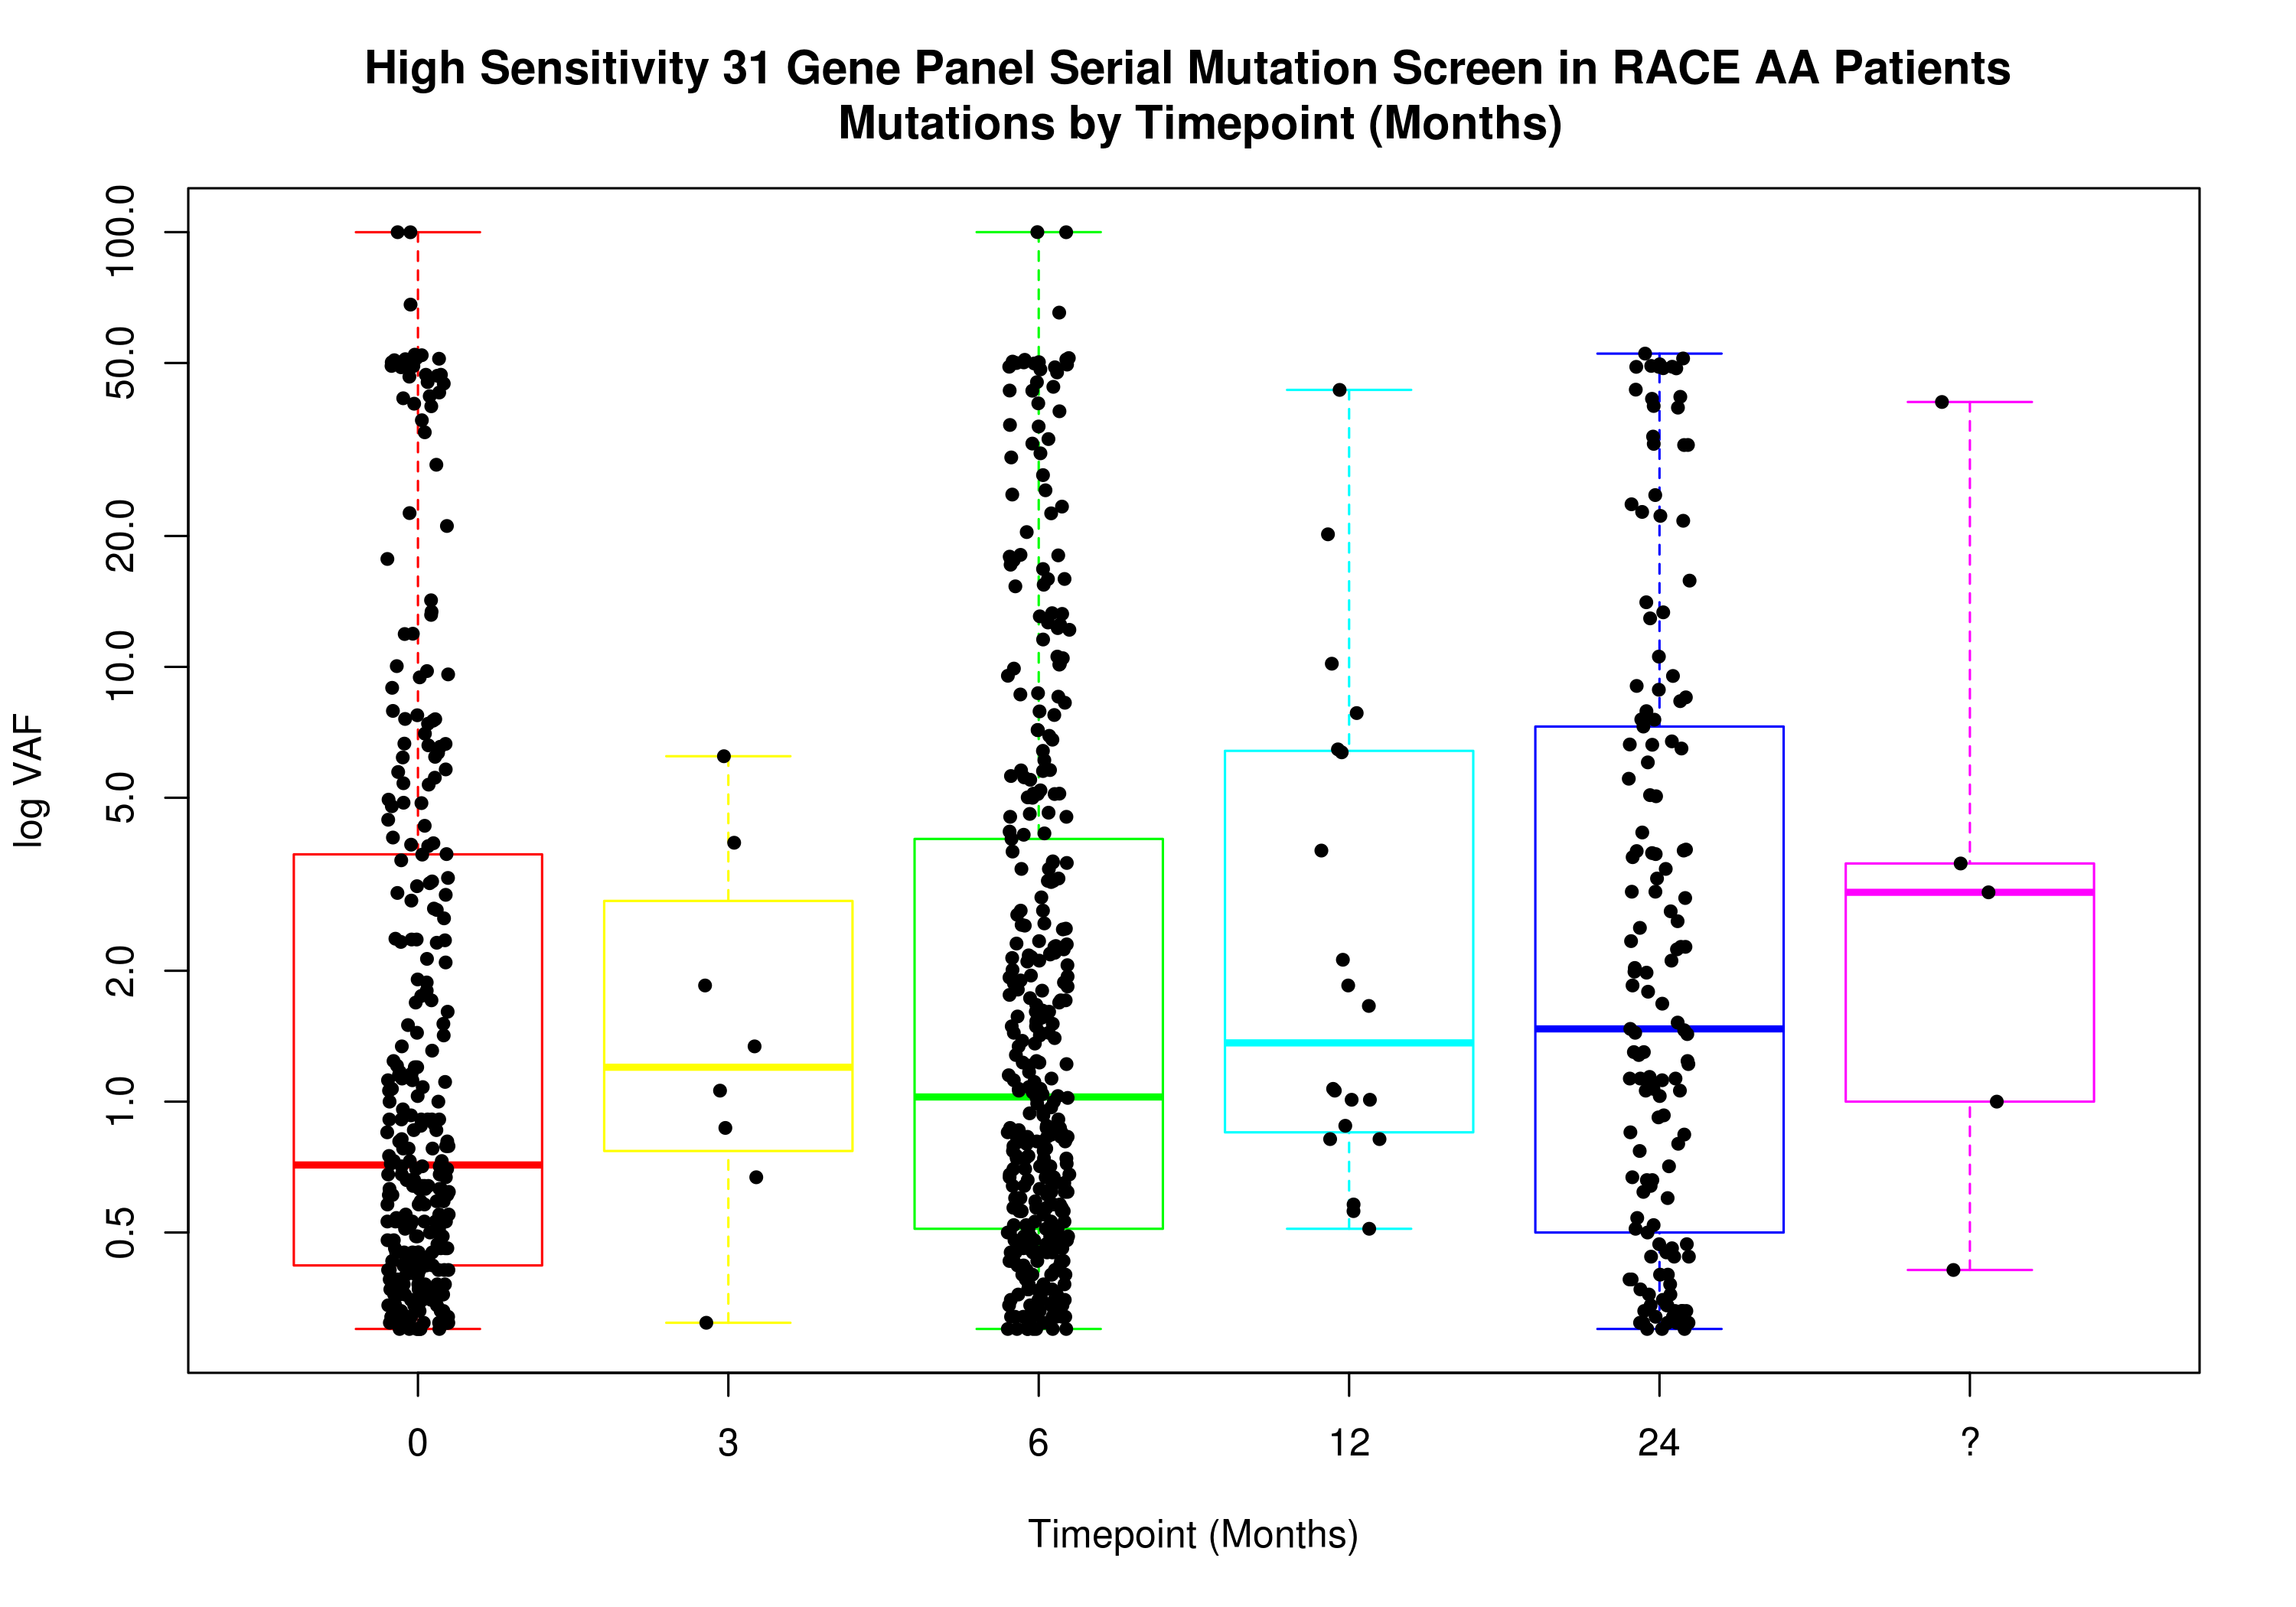 High Sensitivity 31 Gene Panel Serial Mutation Screen in RACE AA Patients
Mutations by Timepoint (Months)
log VAF
100.0
50.0
20.0
10.0
5.0
2.0
1.0
0.5
0 3 6 12 24 ?
Timepoint (Months)